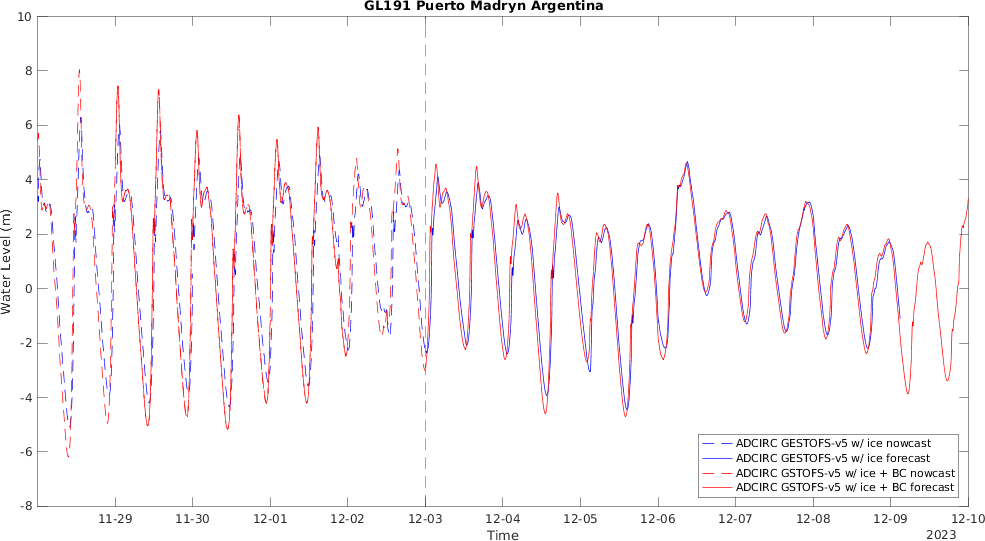 GL191 Puerto Madryn Argentina
10
8
6
4
2
0
-2
-4
-6
-8
Water Level (m)
11-29 11-30 12-01 12-02 12-03 12-04 12-05 12-06 12-07 12-08 12-09 12-10
Time
2023
ADCIRC GESTOFS-v5 w/ ice nowcast
ADCIRC GESTOFS-v5 w/ ice forecast
ADCIRC GSTOFS-v5 w/ ice + BC nowcast
ADCIRC GSTOFS-v5 w/ ice + BC forecast